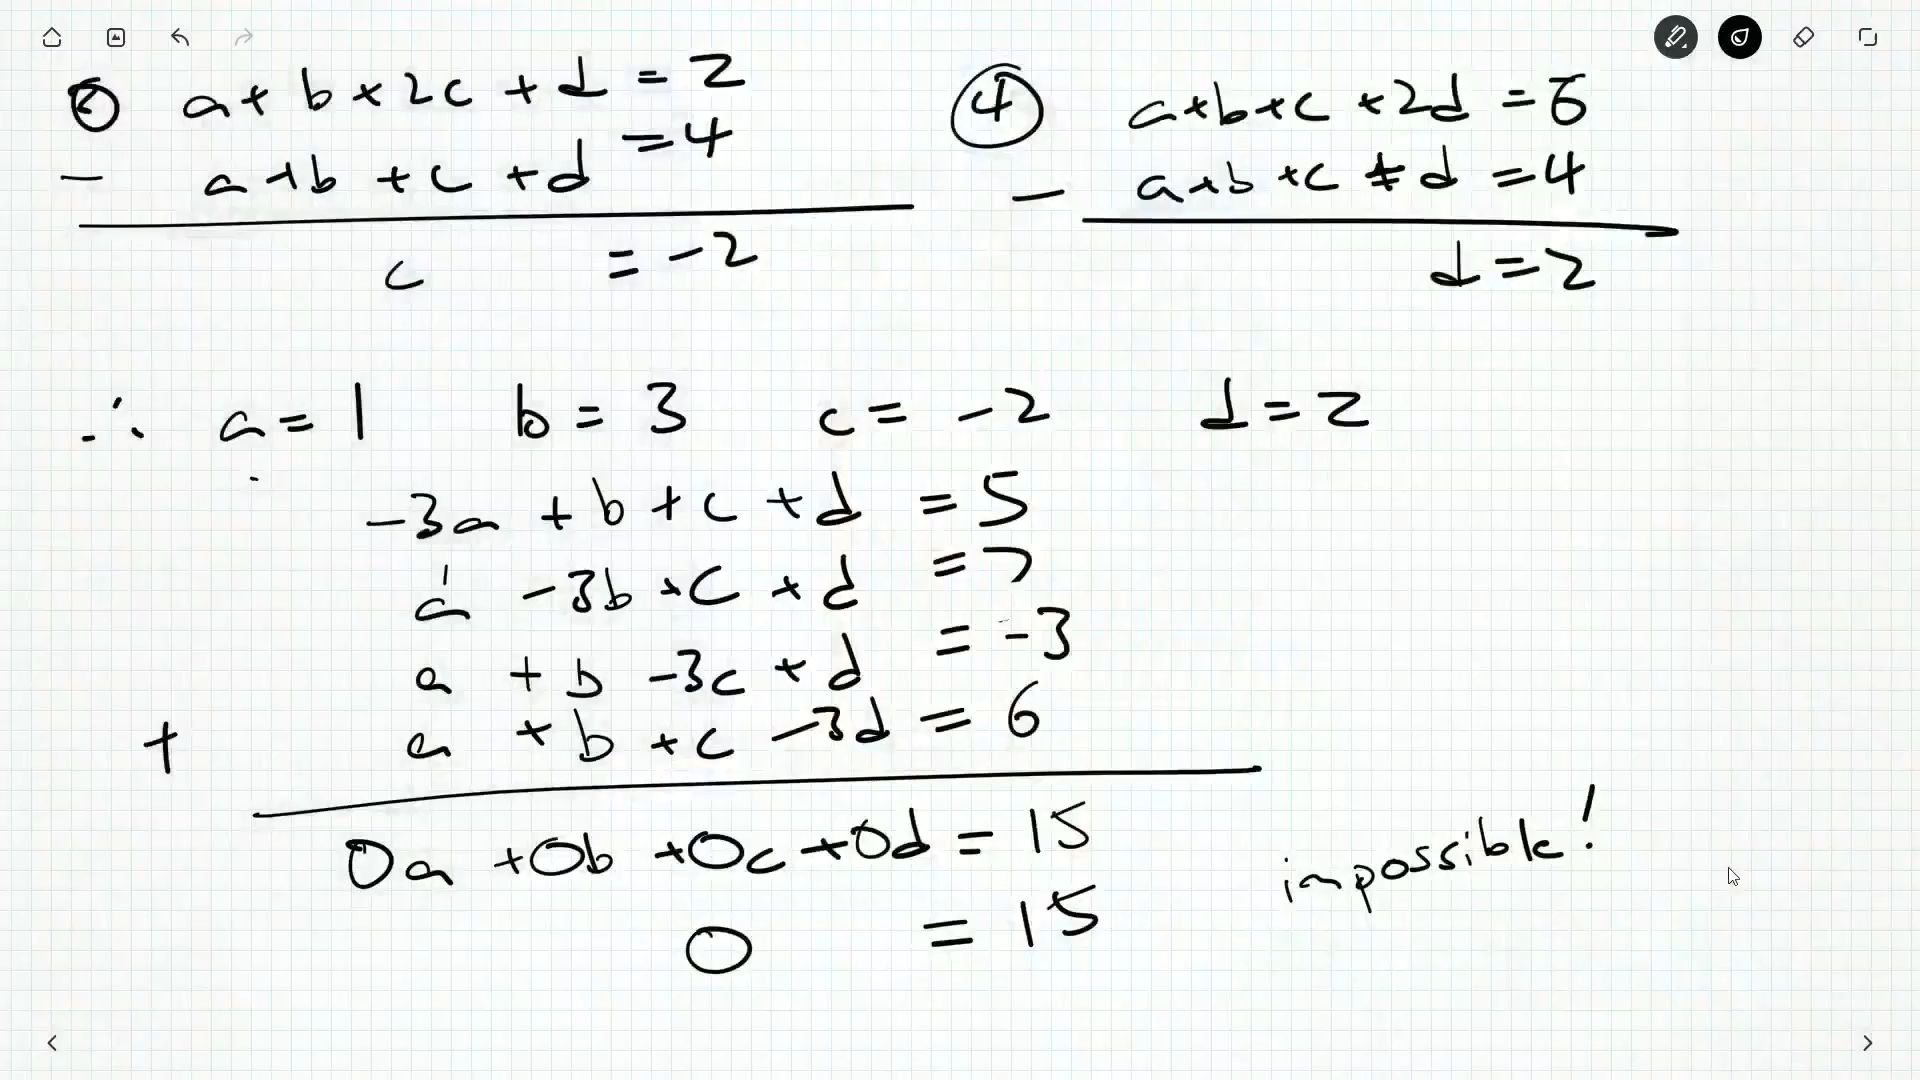 ③ a + b + 2c + d = 2
− a + b + c + d = 4
c = -2
④ a + b + c + 2d = 6
− a + b + c + d = 4
d = 2
∴ a = 1 b = 3 c = -2 d = 2
-3a + b + c + d = 5
a -3b + c + d = 7
a + b -3c + d = -3
+ a + b + c -3d = 6
0a +0b +0c +0d = 15
0 = 15
impossible!